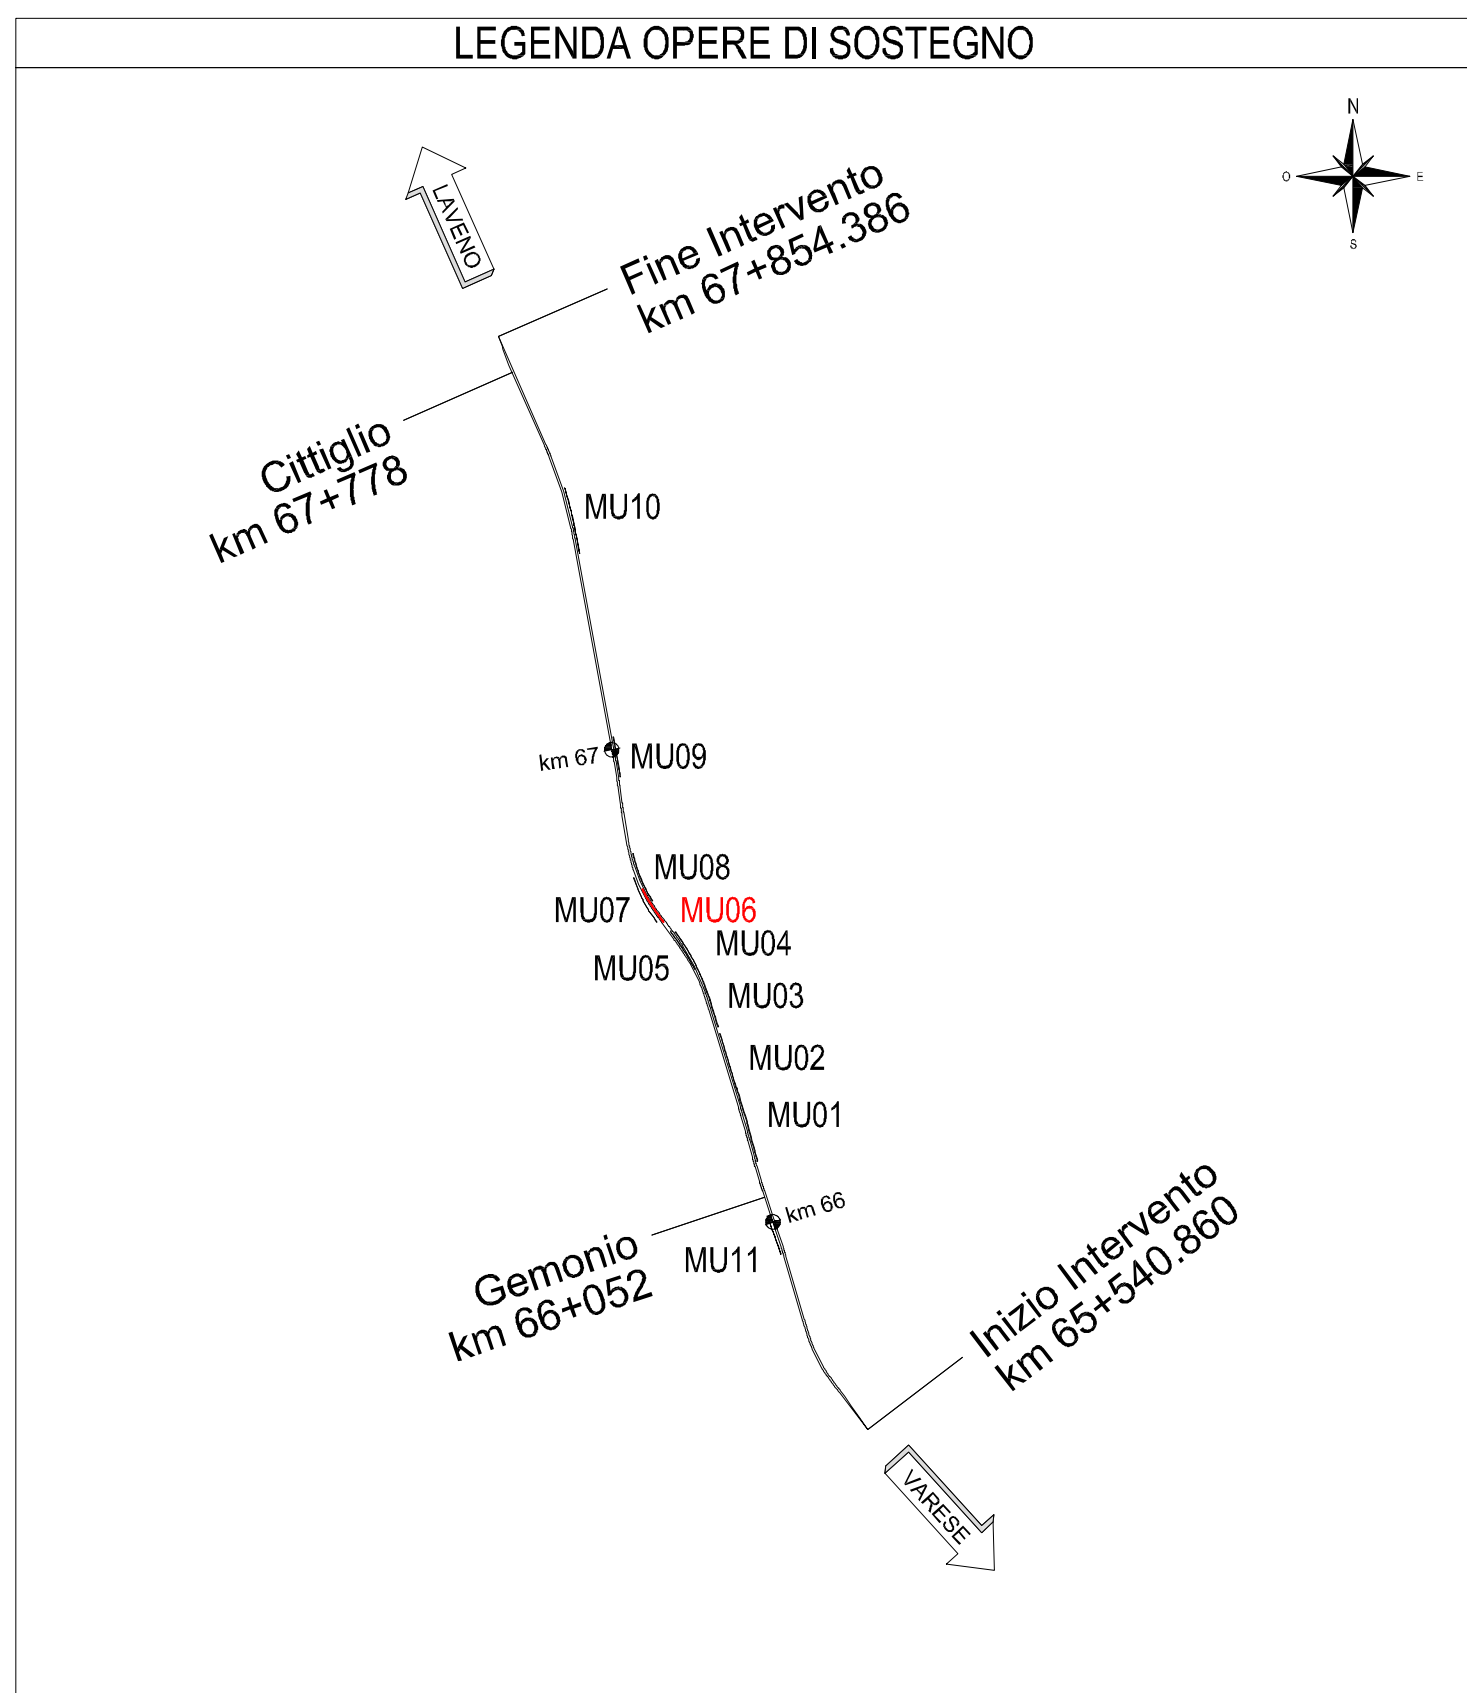 LEGENDA OPERE DI SOSTEGNO
N
O
E
S
LAVENO
Fine Intervento
km 67+854.386
Cittiglio
km 67+778
MU10
km 67
MU09
MU08
MU07
MU06
MU04
MU05
MU03
MU02
MU01
km 66
Gemonio
km 66+052
MU11
Inizio Intervento
km 65+540.860
VARESE